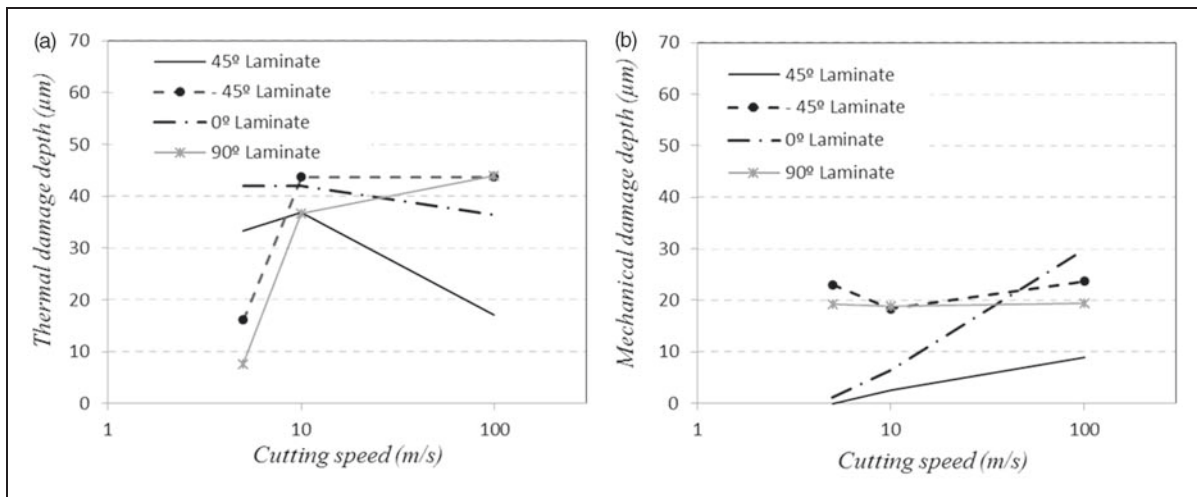 (a)
70
60
50
40
30
20
10
0
Thermal damage depth (µm)
45º Laminate
- 45º Laminate
0º Laminate
90º Laminate
1
10
100
Cutting speed (m/s)
(b)
70
60
50
40
30
20
10
0
Mechanical damage depth (µm)
45º Laminate
- 45º Laminate
0º Laminate
90º Laminate
1
10
100
Cutting speed (m/s)